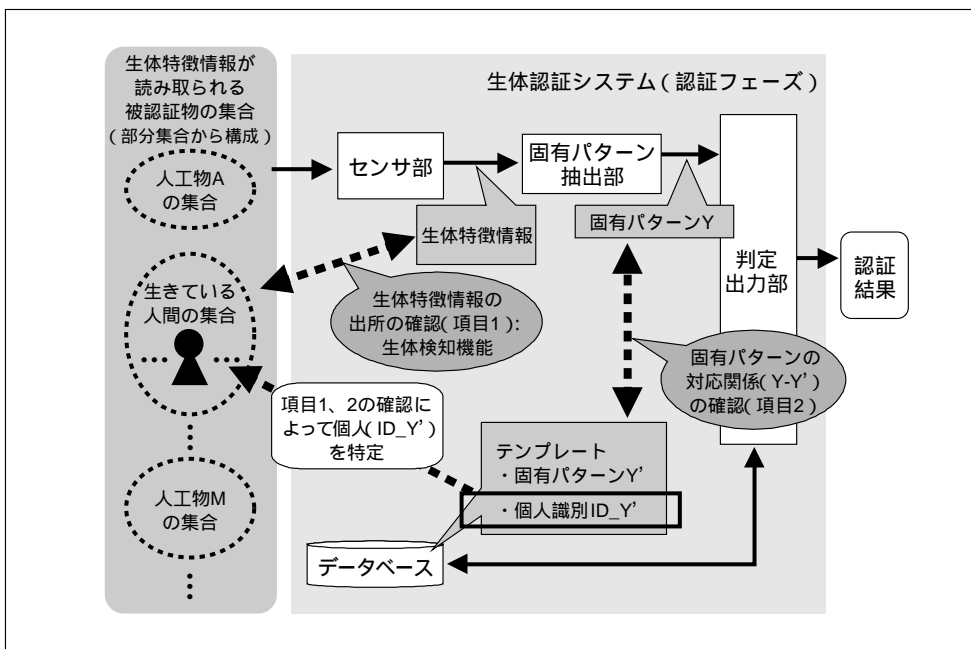 生体特徴情報が
読み取られる
被認証物の集合
(部分集合から構成)
人工物A
の集合
生きている
人間の集合
人工物M
の集合
生体認証システム(認証フェーズ)
センサ部
固有パターン
抽出部
生体特徴情報
固有パターンY
判定
出力部
認証
結果
生体特徴情報の
出所の確認(項目1):
生体検知機能
固有パターンの
対応関係(Y-Y’)
の確認(項目2)
項目1、2の確認に
よって個人(ID_Y’)
を特定
テンプレート
・固有パターンY’
・個人識別ID_Y’
データベース